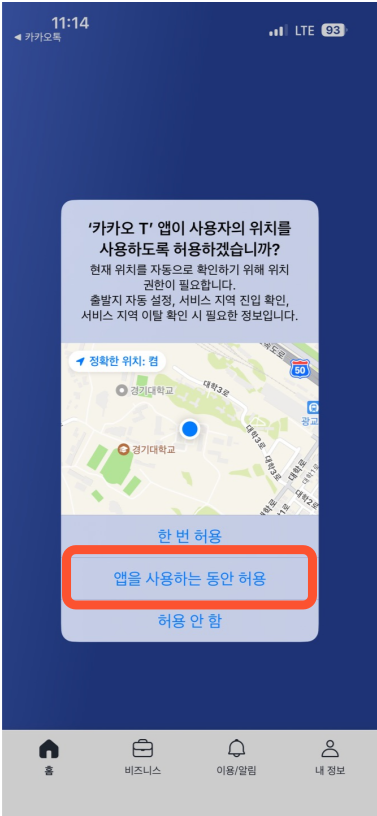 11:14
◀ 카카오톡
LTE 93
‘카카오 T’ 앱이 사용자의 위치를
사용하도록 허용하겠습니까?
현재 위치를 자동으로 확인하기 위해 위치
권한이 필요합니다.
출발지 자동 설정, 서비스 지역 진입 확인,
서비스 지역 이탈 확인 시 필요한 정보입니다.
정확한 위치: 켬
50
경기대학교
대학3로
광교
경기대학교
대학3로
대학3로
대학로
대학1로
대학2로
한 번 허용
앱을 사용하는 동안 허용
허용 안 함
홈
비즈니스
이용/알림
내 정보